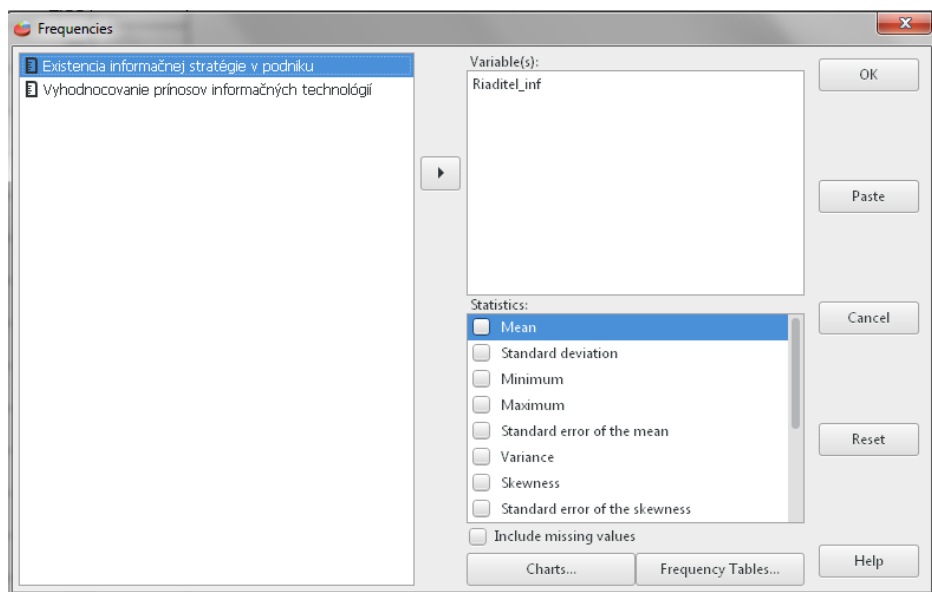 Frequencies
Existencia informačnej stratégie v podniku
Vyhodnocovanie prínosov informačných technológií
Variable(s):
Riaditel_inf
Statistics:
Mean
Standard deviation
Minimum
Maximum
Standard error of the mean
Variance
Skewness
Standard error of the skewness
Include missing values
Charts...
Frequency Tables...
OK
Paste
Cancel
Reset
Help